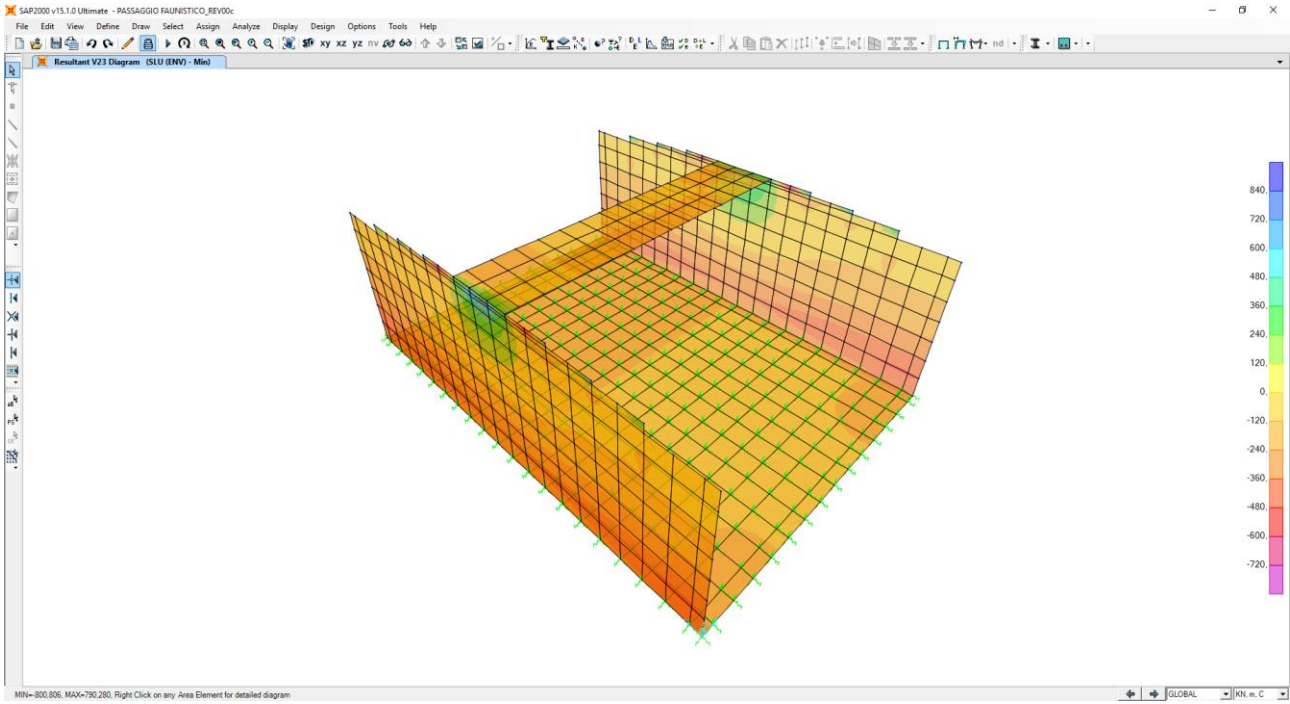 SAP2000 v15.1.0 Ultimate - PASSAGGIO FAUNISTICO_REV00c
File Edit View Define Draw Select Assign Analyze Display Design Options Tools Help
xy xz yz nv nd
Resultant V23 Diagram (SLU (ENV) - Min)
840,
720,
600,
480,
360,
240,
120,
0,
-120,
-240,
-360,
-480,
-600,
-720,
MIN=-800,806, MAX=790,280, Right Click on any Area Element for detailed diagram
GLOBAL KN, m, C